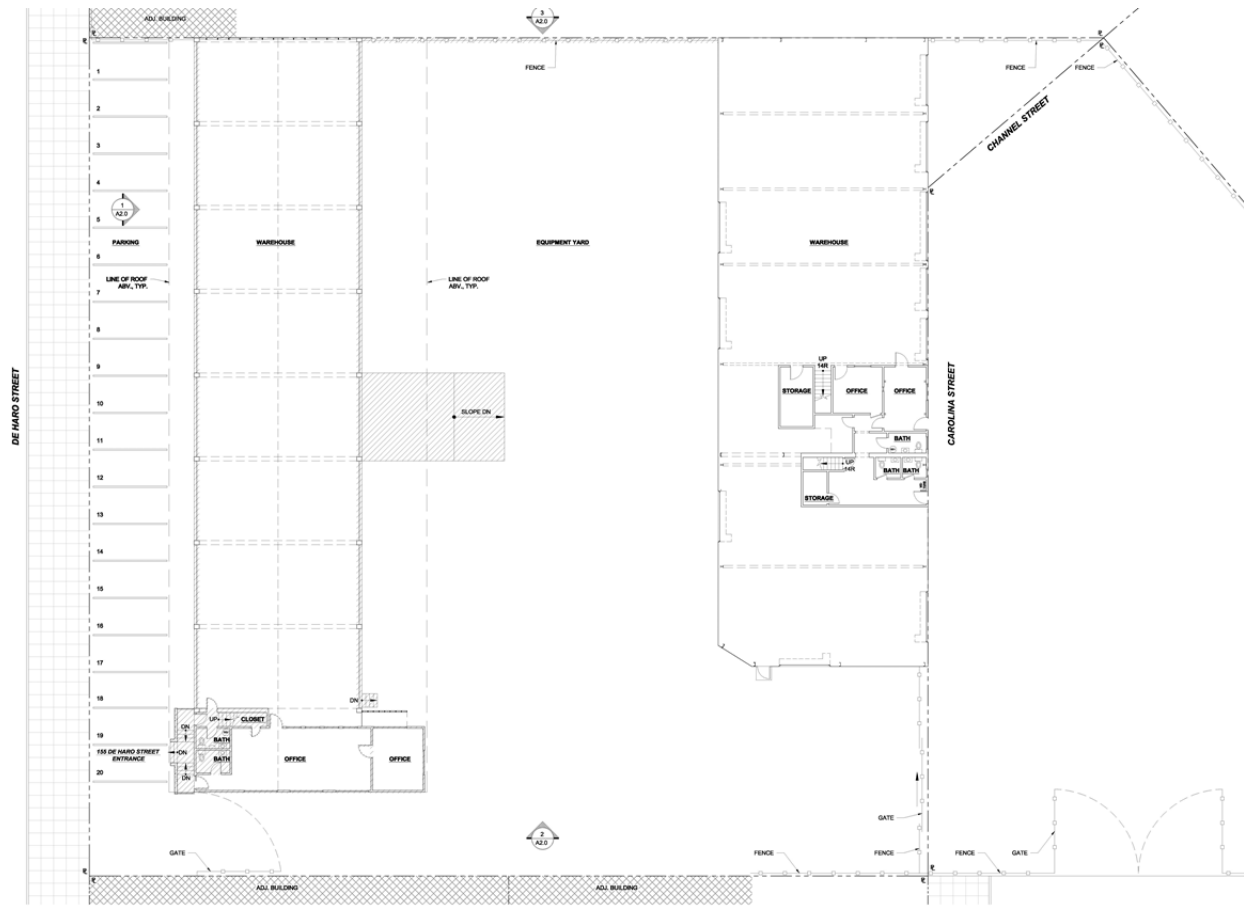 ADJ. BUILDING
3
A2.0
FENCE
FENCE
FENCE
CHANNEL STREET
1
2
3
4
5
6
7
8
9
10
11
12
13
14
15
16
17
18
19
20
1
A2.0
PARKING
WAREHOUSE
EQUIPMENT YARD
WAREHOUSE
LINE OF ROOF
ABV., TYP.
LINE OF ROOF
ABV., TYP.
DE HARO STREET
CAROLINA STREET
UP
14R
STORAGE
OFFICE
OFFICE
SLOPE DN
BATH
UP
14R
BATH
BATH
STORAGE
DN
UP
CLOSET
DN
BATH
155 DE HARO STREET
ENTRANCE
DN
BATH
OFFICE
OFFICE
DN
GATE
2
A2.0
GATE
FENCE
FENCE
GATE
ADJ. BUILDING
ADJ. BUILDING